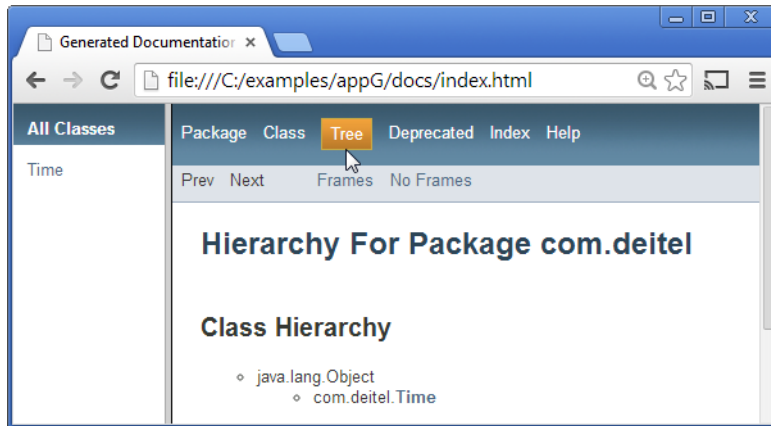 Generated Documentation
file:///C:/examples/appG/docs/index.html
All Classes
Time
Package Class Tree Deprecated Index Help
Prev Next Frames No Frames
Hierarchy For Package com.deitel
Class Hierarchy
java.lang.Object
com.deitel.Time